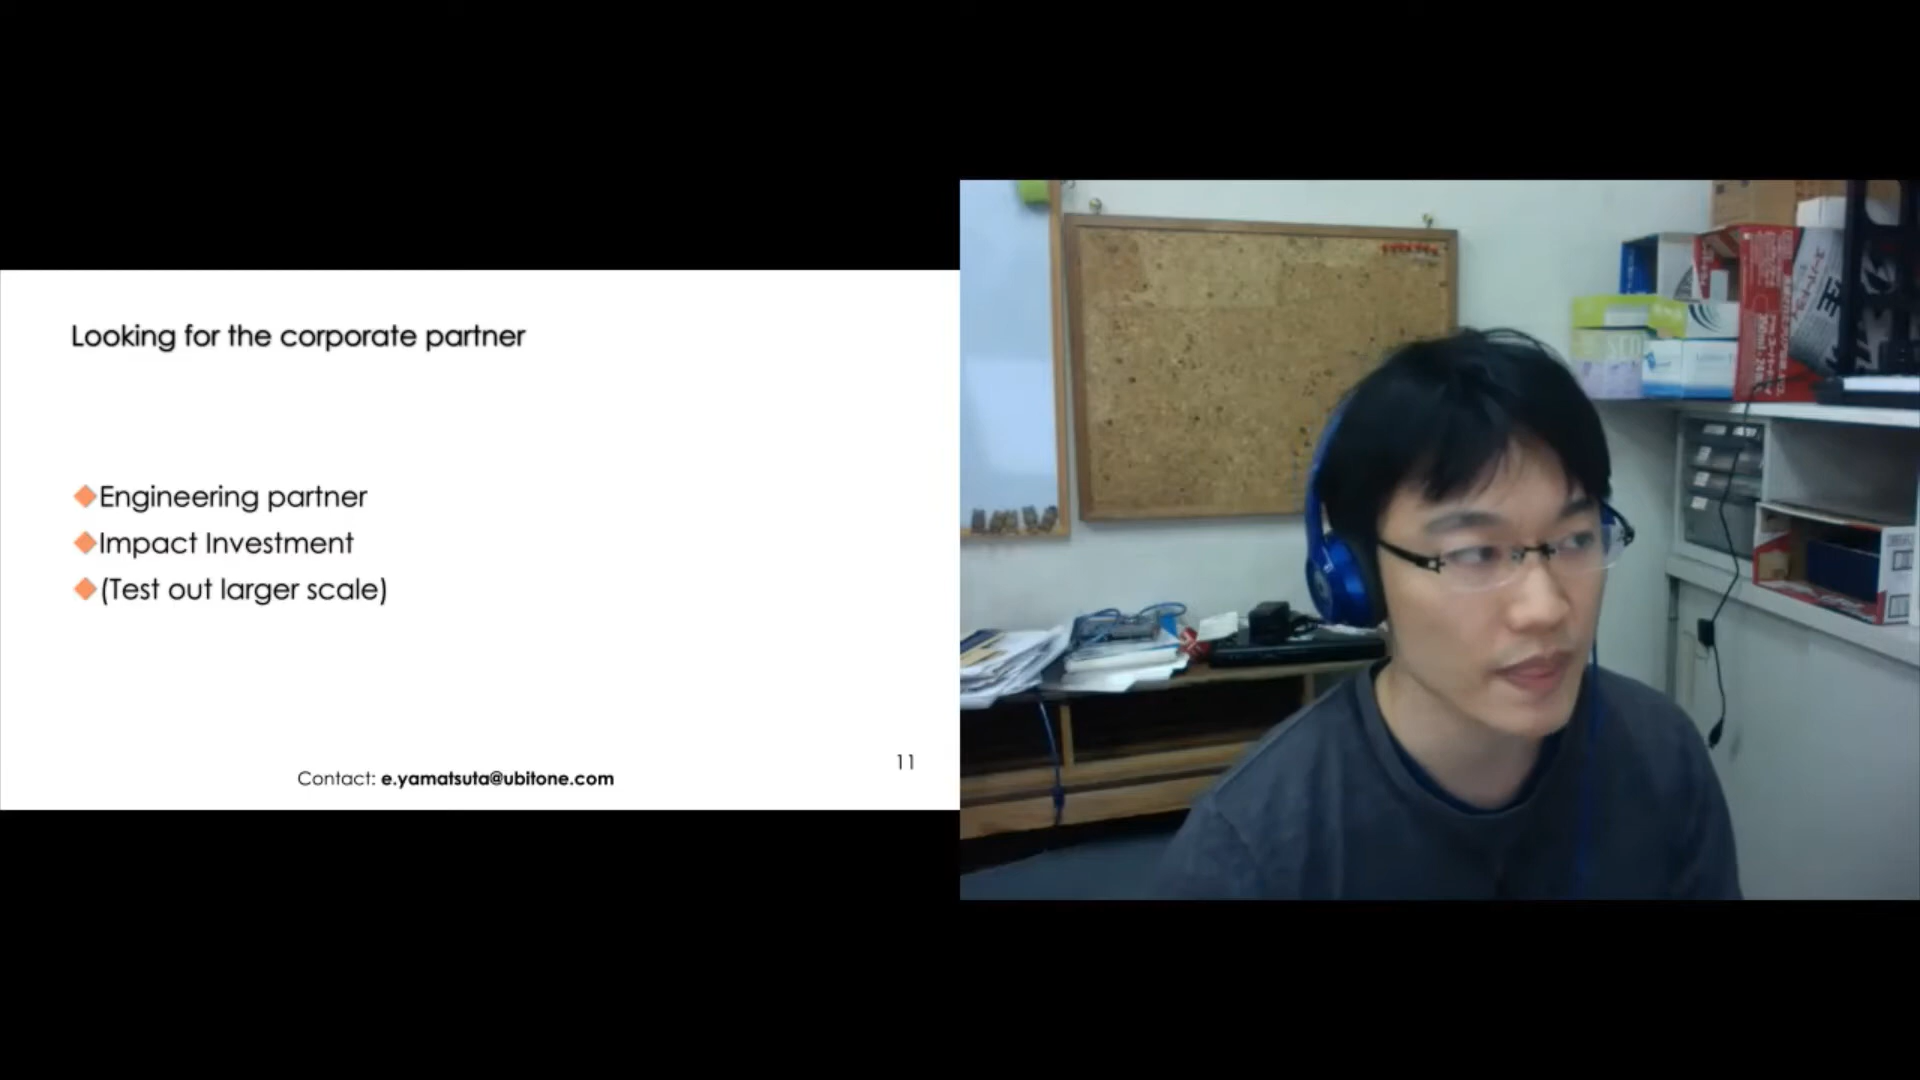 Looking for the corporate partner
Engineering partner
Impact Investment
(Test out larger scale)
11
Contact: e.yamatsuta@ubitone.com